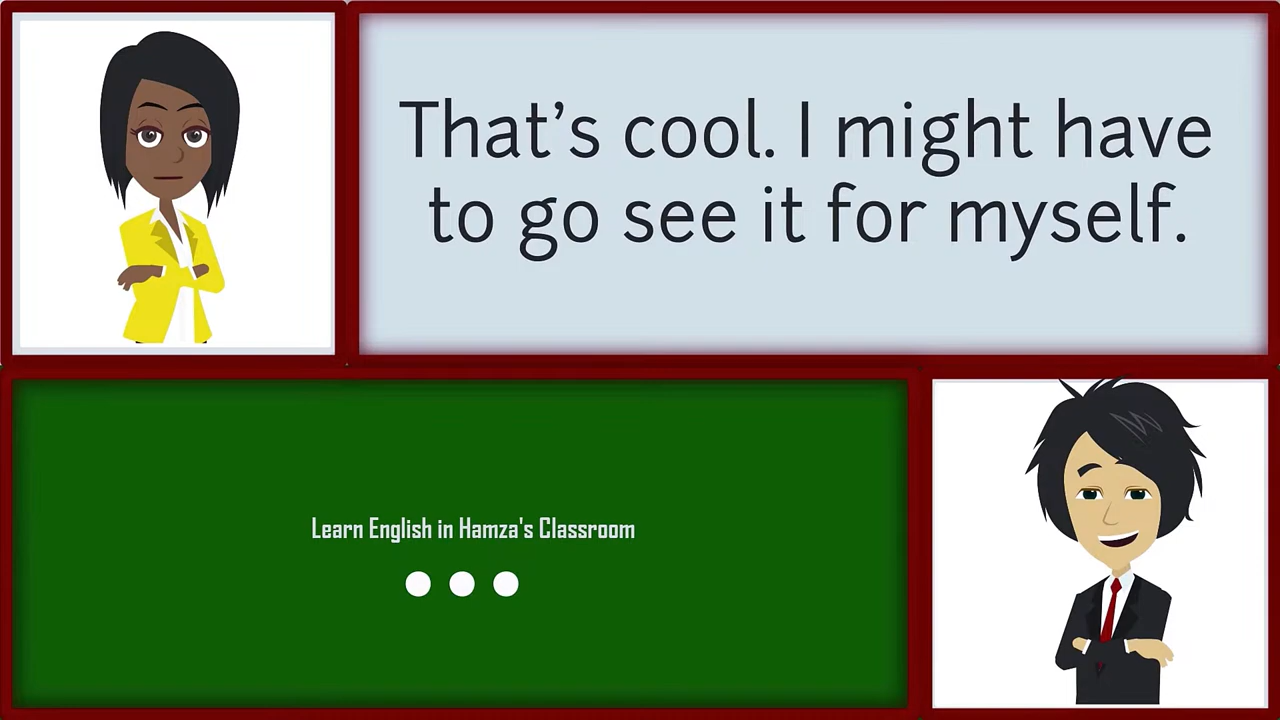 That’s cool. I might have
to go see it for myself.
Learn English in Hamza's Classroom